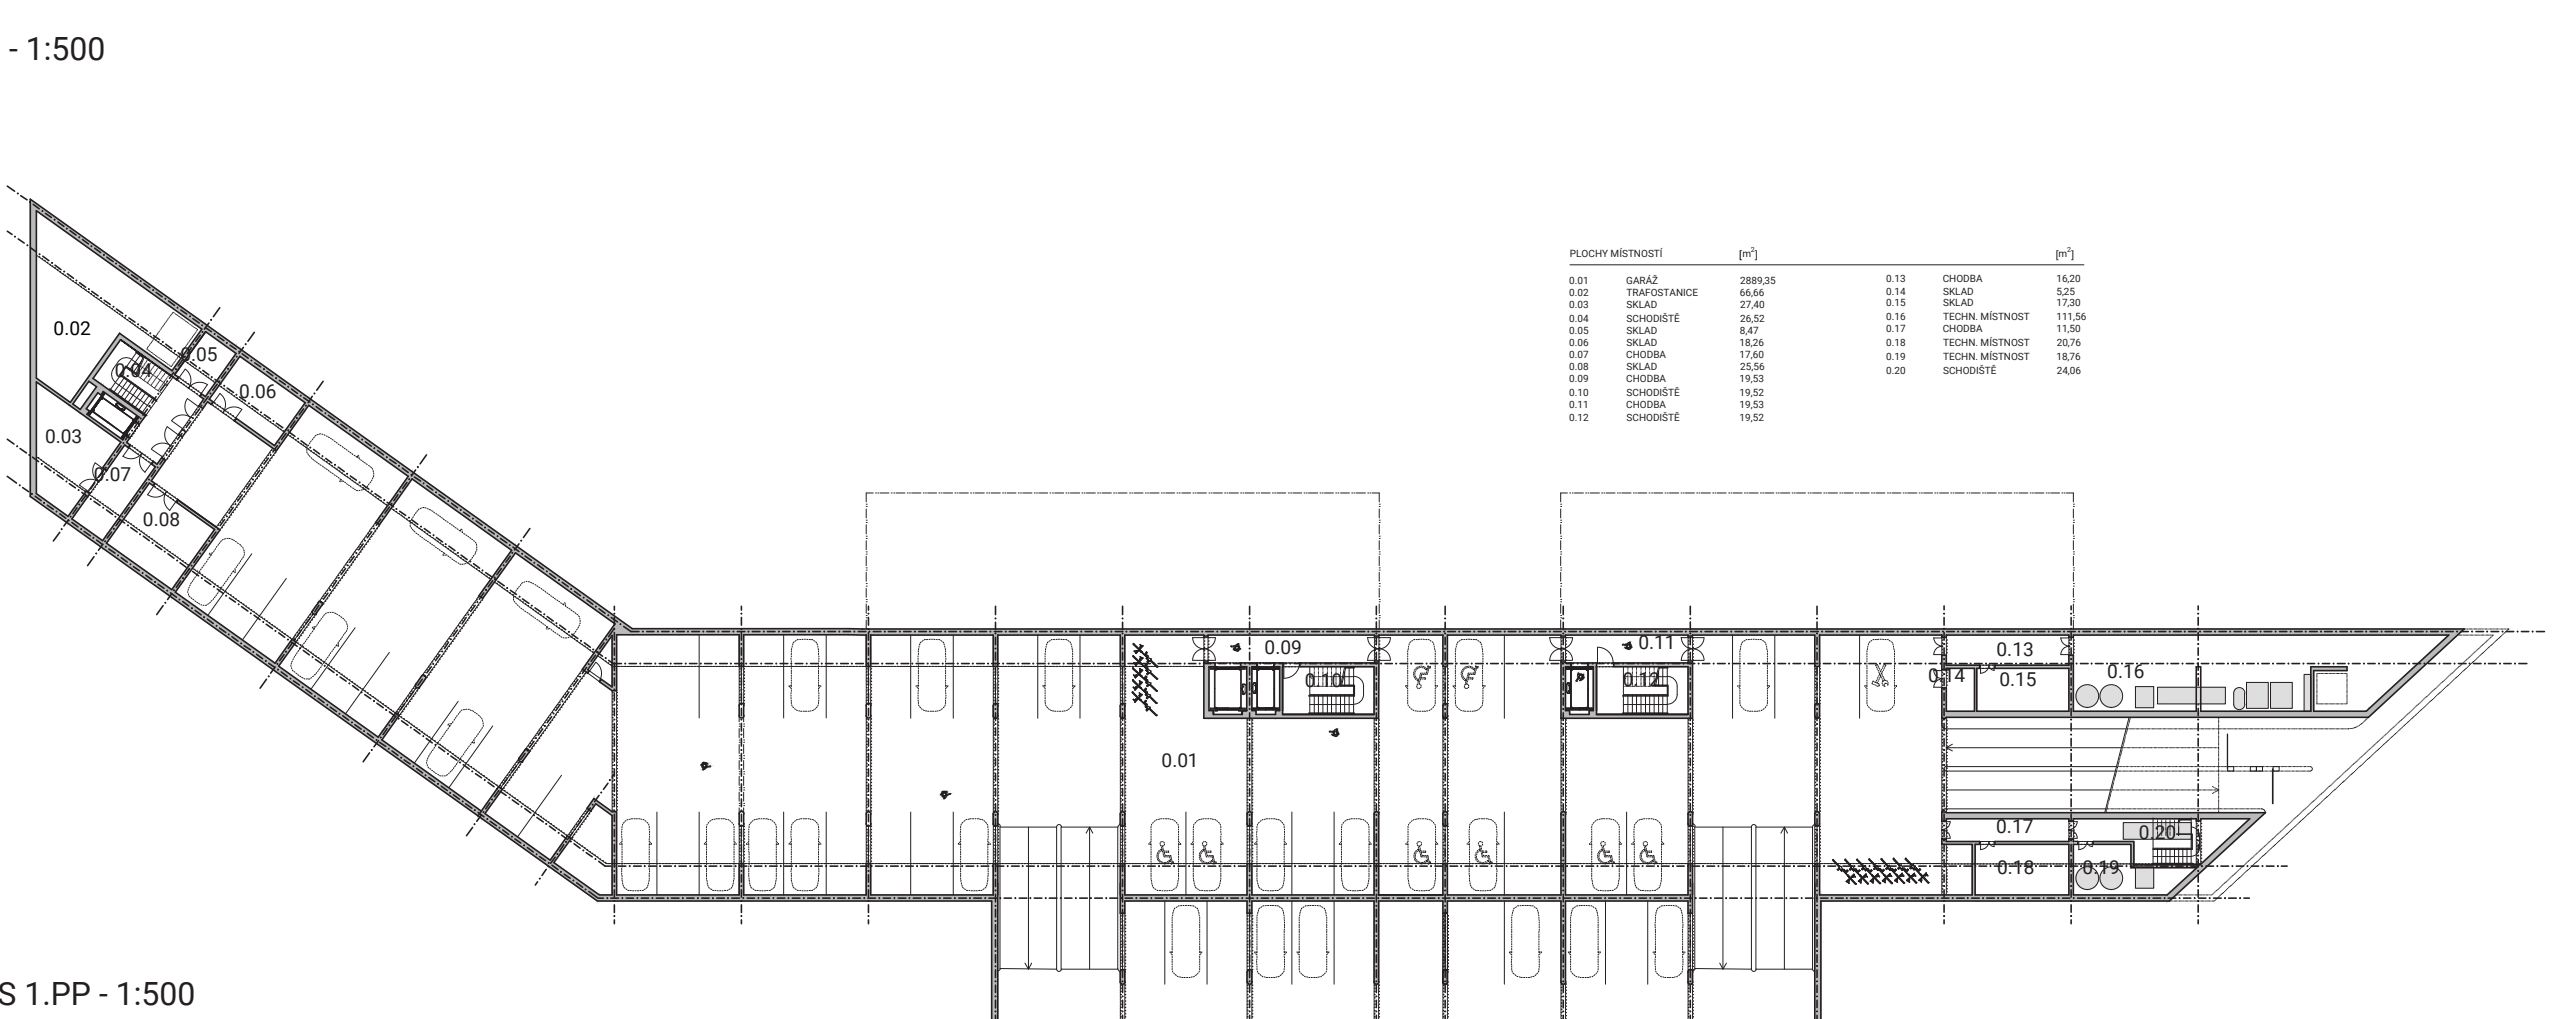 - 1:500
PLOCHY MÍSTNOSTÍ [m²] [m²]
0.01 GARÁŽ 2889,35
0.02 TRAFOSTANICE 66,66
0.03 SKLAD 27,40
0.04 SCHODIŠTĚ 26,52
0.05 SKLAD 8,47
0.06 SKLAD 18,26
0.07 CHODBA 17,60
0.08 SKLAD 25,56
0.09 CHODBA 19,53
0.10 SCHODIŠTĚ 19,52
0.11 CHODBA 19,53
0.12 SCHODIŠTĚ 19,52
0.13 CHODBA 16,20
0.14 SKLAD 5,25
0.15 SKLAD 17,30
0.16 TECHN. MÍSTNOST 111,56
0.17 CHODBA 11,50
0.18 TECHN. MÍSTNOST 20,76
0.19 TECHN. MÍSTNOST 18,76
0.20 SCHODIŠTĚ 24,06
0.02
0.05
0.04
0.06
0.03
0.07
0.08
0.09
0.10
0.11
0.12
0.13
0.14
0.15
0.16
0.01
0.17
0.20
0.18
0.19
S 1.PP - 1:500